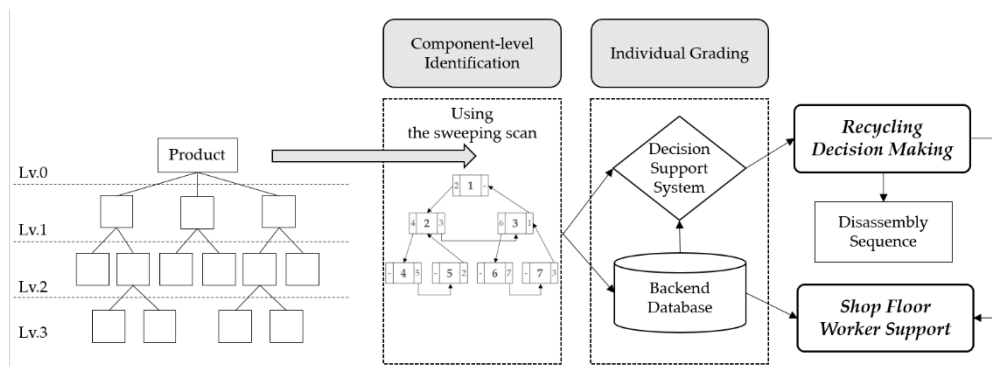 Component-level
Identification
Individual Grading
Using
the sweeping scan
Product
Lv.0
Lv.1
Lv.2
Lv.3
2 1 -
4 2 3
6 3 1
- 4 5
- 5 2
- 6 7
- 7 3
Decision
Support
System
Backend
Database
Recycling
Decision Making
Disassembly
Sequence
Shop Floor
Worker Support